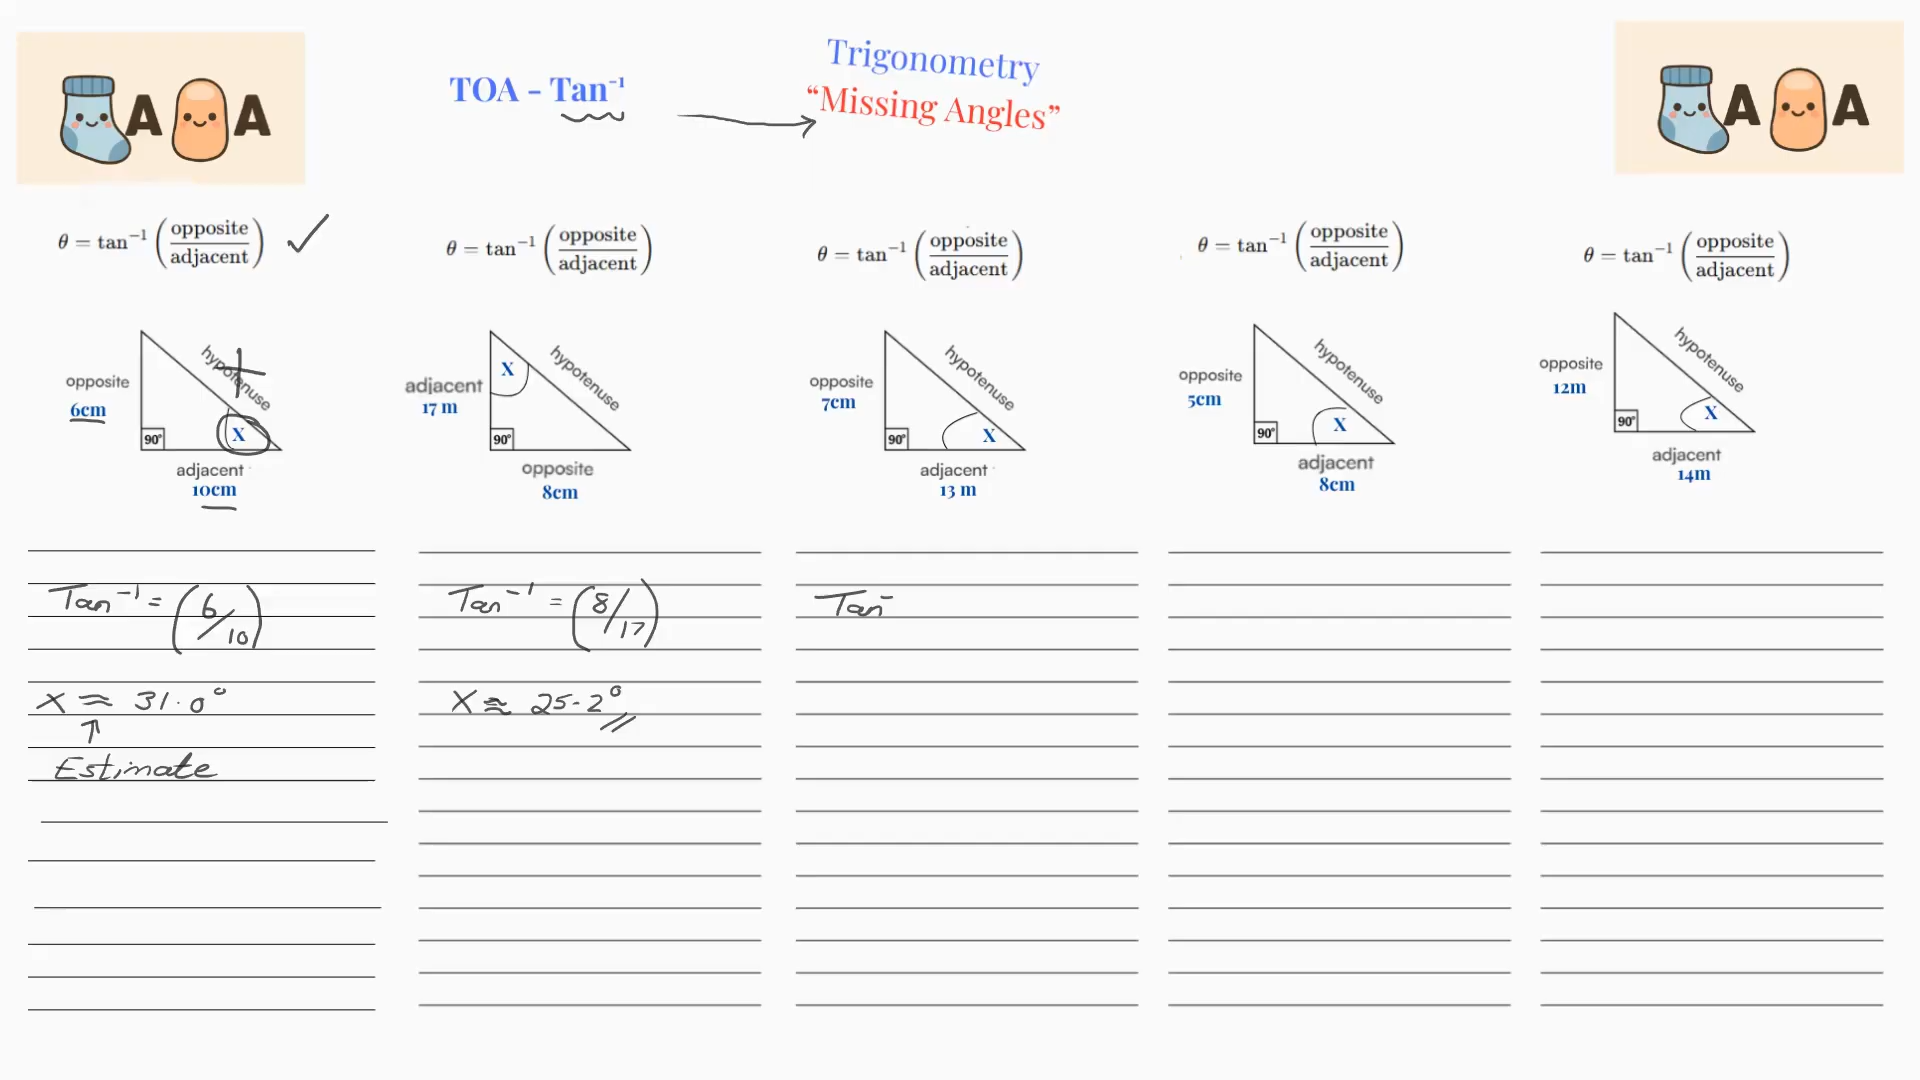 A A
TOA - Tan⁻¹
Trigonometry
“Missing Angles”
A A
θ = tan⁻¹ (opposite/adjacent)
hypotenuse
opposite
6cm
90°
X
adjacent
10cm
Tan⁻¹ = (6/10)
X ≈ 31.0°
↑
Estimate
θ = tan⁻¹ (opposite/adjacent)
X
hypotenuse
adjacent
17 m
90°
opposite
8cm
Tan⁻¹ = (8/17)
X ≈ 25.2°
θ = tan⁻¹ (opposite/adjacent)
hypotenuse
opposite
7cm
90°
X
adjacent
13 m
Tan⁻
θ = tan⁻¹ (opposite/adjacent)
hypotenuse
opposite
5cm
90°
X
adjacent
8cm
θ = tan⁻¹ (opposite/adjacent)
hypotenuse
opposite
12m
90°
X
adjacent
14m